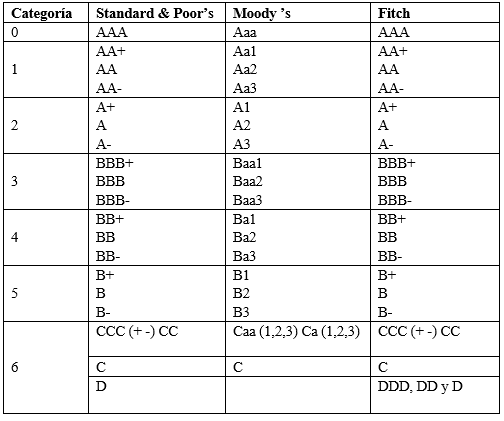 Categoría Standard & Poor’s Moody ’s Fitch
0 AAA Aaa AAA
AA+ Aa1 AA+
1 AA Aa2 AA
AA- Aa3 AA-
A+ A1 A+
2 A A2 A
A- A3 A-
BBB+ Baa1 BBB+
3 BBB Baa2 BBB
BBB- Baa3 BBB-
BB+ Ba1 BB+
4 BB Ba2 BB
BB- Ba3 BB-
B+ B1 B+
5 B B2 B
B- B3 B-
CCC (+ -) CC Caa (1,2,3) Ca (1,2,3) CCC (+ -) CC
6 C C C
D DDD, DD y D